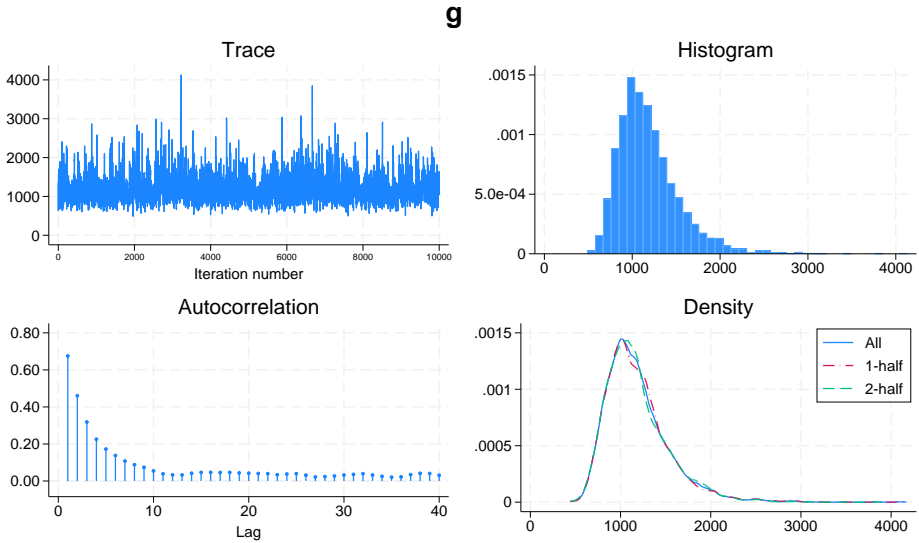 g
Trace
4000
3000
2000
1000
0
0 2000 4000 6000 8000 10000
Iteration number
Histogram
.0015
.001
5.0e-04
0
0 1000 2000 3000 4000
Autocorrelation
0.80
0.60
0.40
0.20
0.00
0 10 20 30 40
Lag
Density
.0015
.001
.0005
0
0 1000 2000 3000 4000
All
1-half
2-half